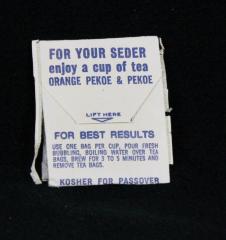 FOR YOUR SEDER
enjoy a cup of tea
ORANGE PEKOE & PEKOE
LIFT HERE
FOR BEST RESULTS
USE ONE BAG PER CUP, POUR FRESH
BUBBLING, BOILING WATER OVER TEA
BAGS, BREW FOR 3 TO 5 MINUTES AND
REMOVE TEA BAGS.
KOSHER FOR PASSOVER